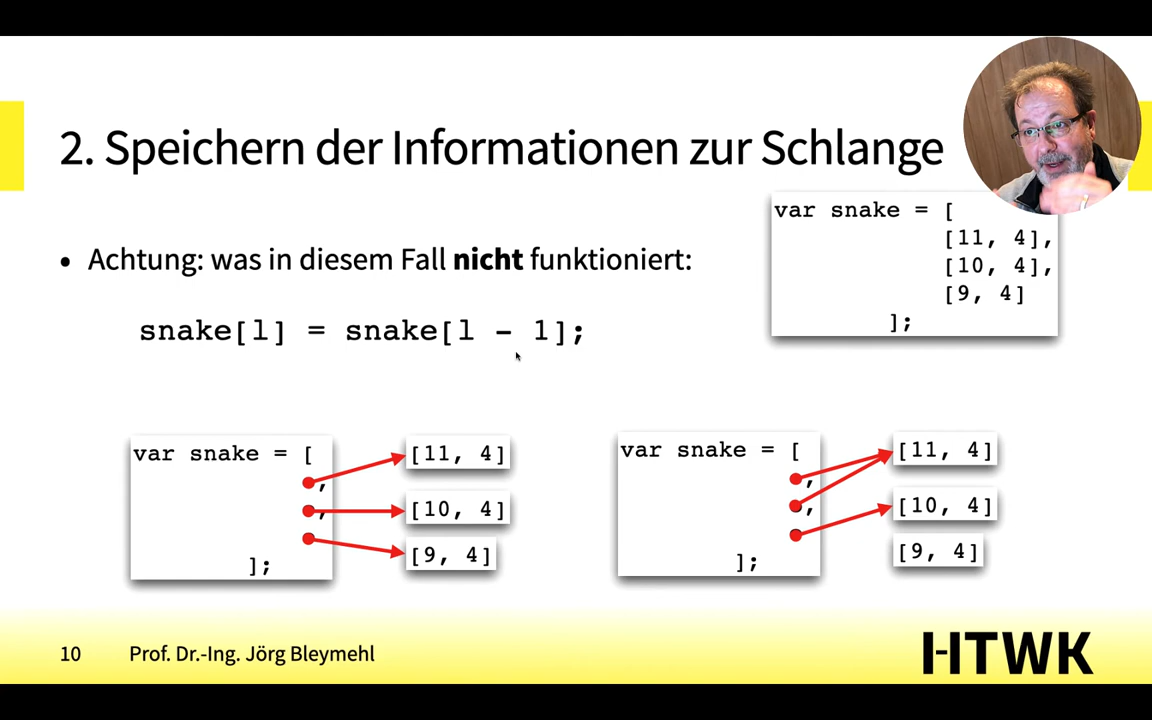 2. Speichern der Informationen zur Schlange
var snake = [
[11, 4],
[10, 4],
[9, 4]
];
• Achtung: was in diesem Fall nicht funktioniert:
snake[l] = snake[l - 1];
var snake = [
,
,
];
[11, 4]
[10, 4]
[9, 4]
var snake = [
,
,
];
[11, 4]
[10, 4]
[9, 4]
10 Prof. Dr.-Ing. Jörg Bleymehl
HTWK